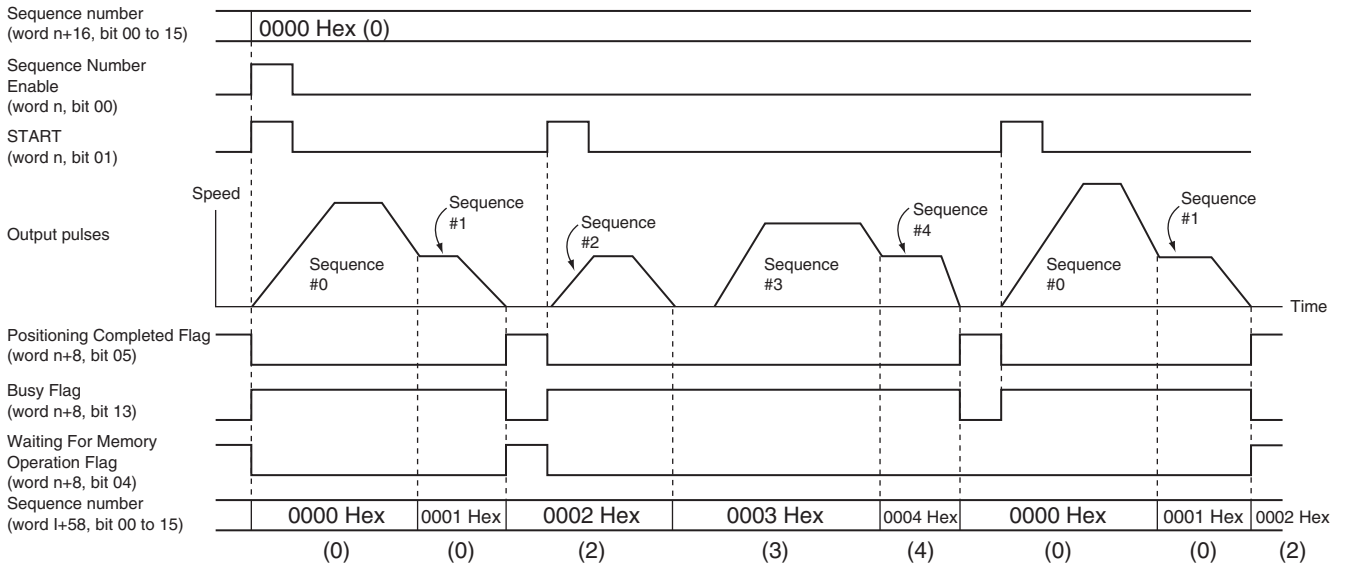 Sequence number
(word n+16, bit 00 to 15)
0000 Hex (0)
Sequence Number
Enable
(word n, bit 00)
START
(word n, bit 01)
Speed
Output pulses
Sequence
#0
Sequence
#1
Sequence
#2
Sequence
#3
Sequence
#4
Sequence
#0
Sequence
#1
Time
Positioning Completed Flag
(word n+8, bit 05)
Busy Flag
(word n+8, bit 13)
Waiting For Memory
Operation Flag
(word n+8, bit 04)
Sequence number
(word I+58, bit 00 to 15)
0000 Hex 0001 Hex 0002 Hex 0003 Hex 0004 Hex 0000 Hex 0001 Hex 0002 Hex
(0) (0) (2) (3) (4) (0) (0) (2)